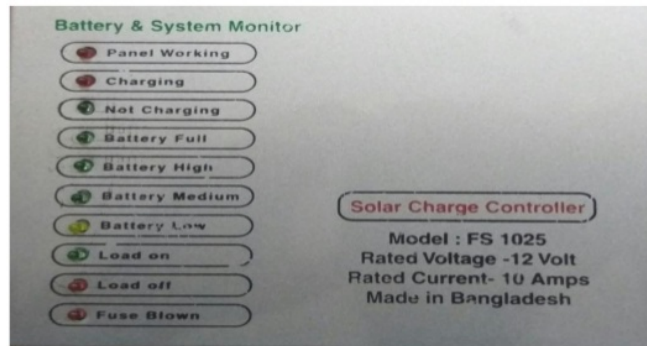 Battery & System Monitor
Panel Working
Charging
Not Charging
Battery Full
Battery High
Battery Medium
Battery Low
Load on
Load off
Fuse Blown
Solar Charge Controller
Model : FS 1025
Rated Voltage -12 Volt
Rated Current- 10 Amps
Made in Bangladesh